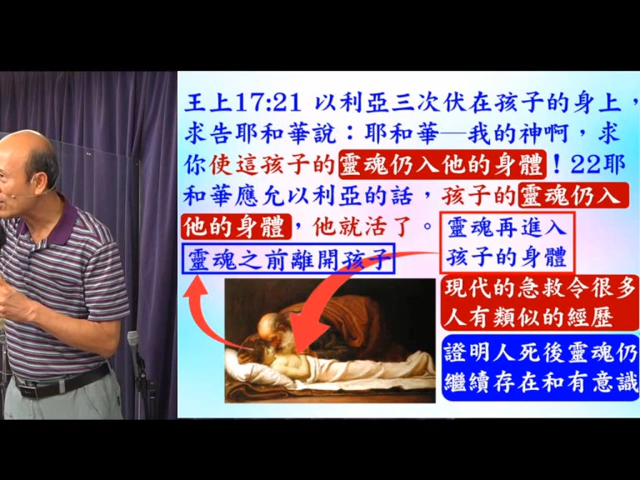 王上17:21 以利亞三次伏在孩子的身上，
求告耶和華說：耶和華─我的神啊，求
你使這孩子的靈魂仍入他的身體！22耶
和華應允以利亞的話，孩子的靈魂仍入
他的身體，他就活了。
靈魂再進入
孩子的身體
靈魂之前離開孩子
現代的急救令很多
人有類似的經歷
證明人死後靈魂仍
繼續存在和有意識